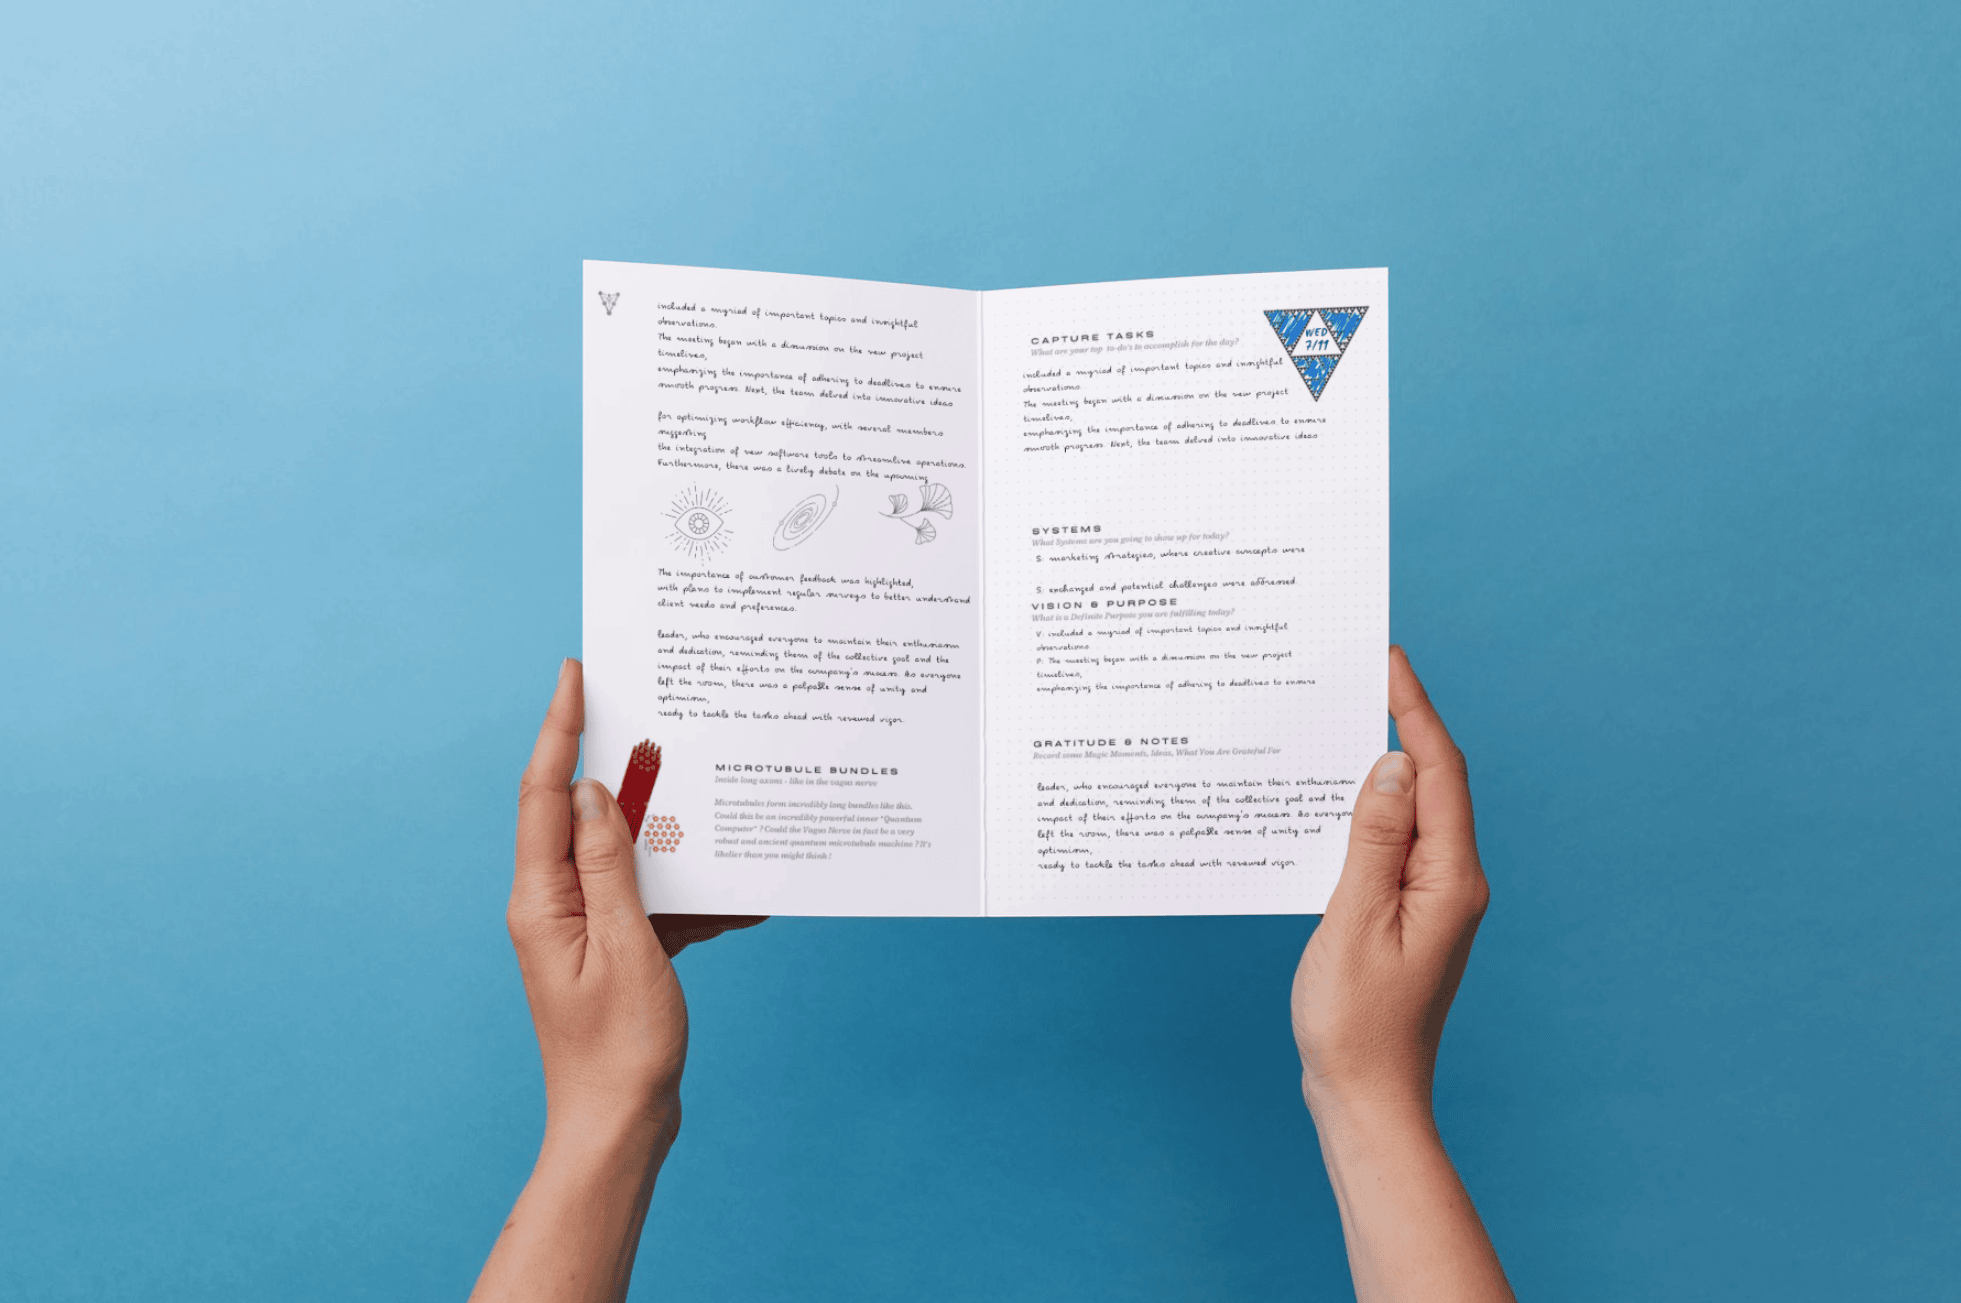 included a myriad of important topics and insightful
observations.
The meeting began with a discussion on the new project
timelines,
emphasizing the importance of adhering to deadlines to ensure
smooth progress. Next, the team delved into innovative ideas
for optimizing workflow efficiency, with several members
suggesting
the integration of new software tools to streamline operations.
Furthermore, there was a lively debate on the upcoming
The importance of customer feedback was highlighted,
with plans to implement regular surveys to better understand
client needs and preferences.
leader, who encouraged everyone to maintain their enthusiasm
and dedication, reminding them of the collective goal and the
impact of their efforts on the company's success. As everyone
left the room, there was a palpable sense of unity and
optimism,
ready to tackle the tasks ahead with renewed vigor.
MICROTUBULE BUNDLES
Inside long axons - like in the vagus nerve
Microtubules form incredibly long bundles like this.
Could this be an incredibly powerful inner "Quantum
Computer" ? Could the Vagus Nerve in fact be a very
robust and ancient quantum microtubule machine ? It's
likelier than you might think !
WED
7/11
CAPTURE TASKS
What are your top to-do's to accomplish for the day?
included a myriad of important topics and insightful
observations.
The meeting began with a discussion on the new project
timelines,
emphasizing the importance of adhering to deadlines to ensure
smooth progress. Next, the team delved into innovative ideas
SYSTEMS
What Systems are you going to show up for today?
S: marketing strategies, where creative concepts were
S: exchanged and potential challenges were addressed.
VISION & PURPOSE
What is a Definite Purpose you are fulfilling today?
V: included a myriad of important topics and insightful
observations.
P: The meeting began with a discussion on the new project
timelines,
emphasizing the importance of adhering to deadlines to ensure
GRATITUDE & NOTES
Record some Magic Moments, Ideas, What You Are Grateful For
leader, who encouraged everyone to maintain their enthusiasm
and dedication, reminding them of the collective goal and the
impact of their efforts on the company's success. As everyon
left the room, there was a palpable sense of unity and
optimism,
ready to tackle the tasks ahead with renewed vigor.